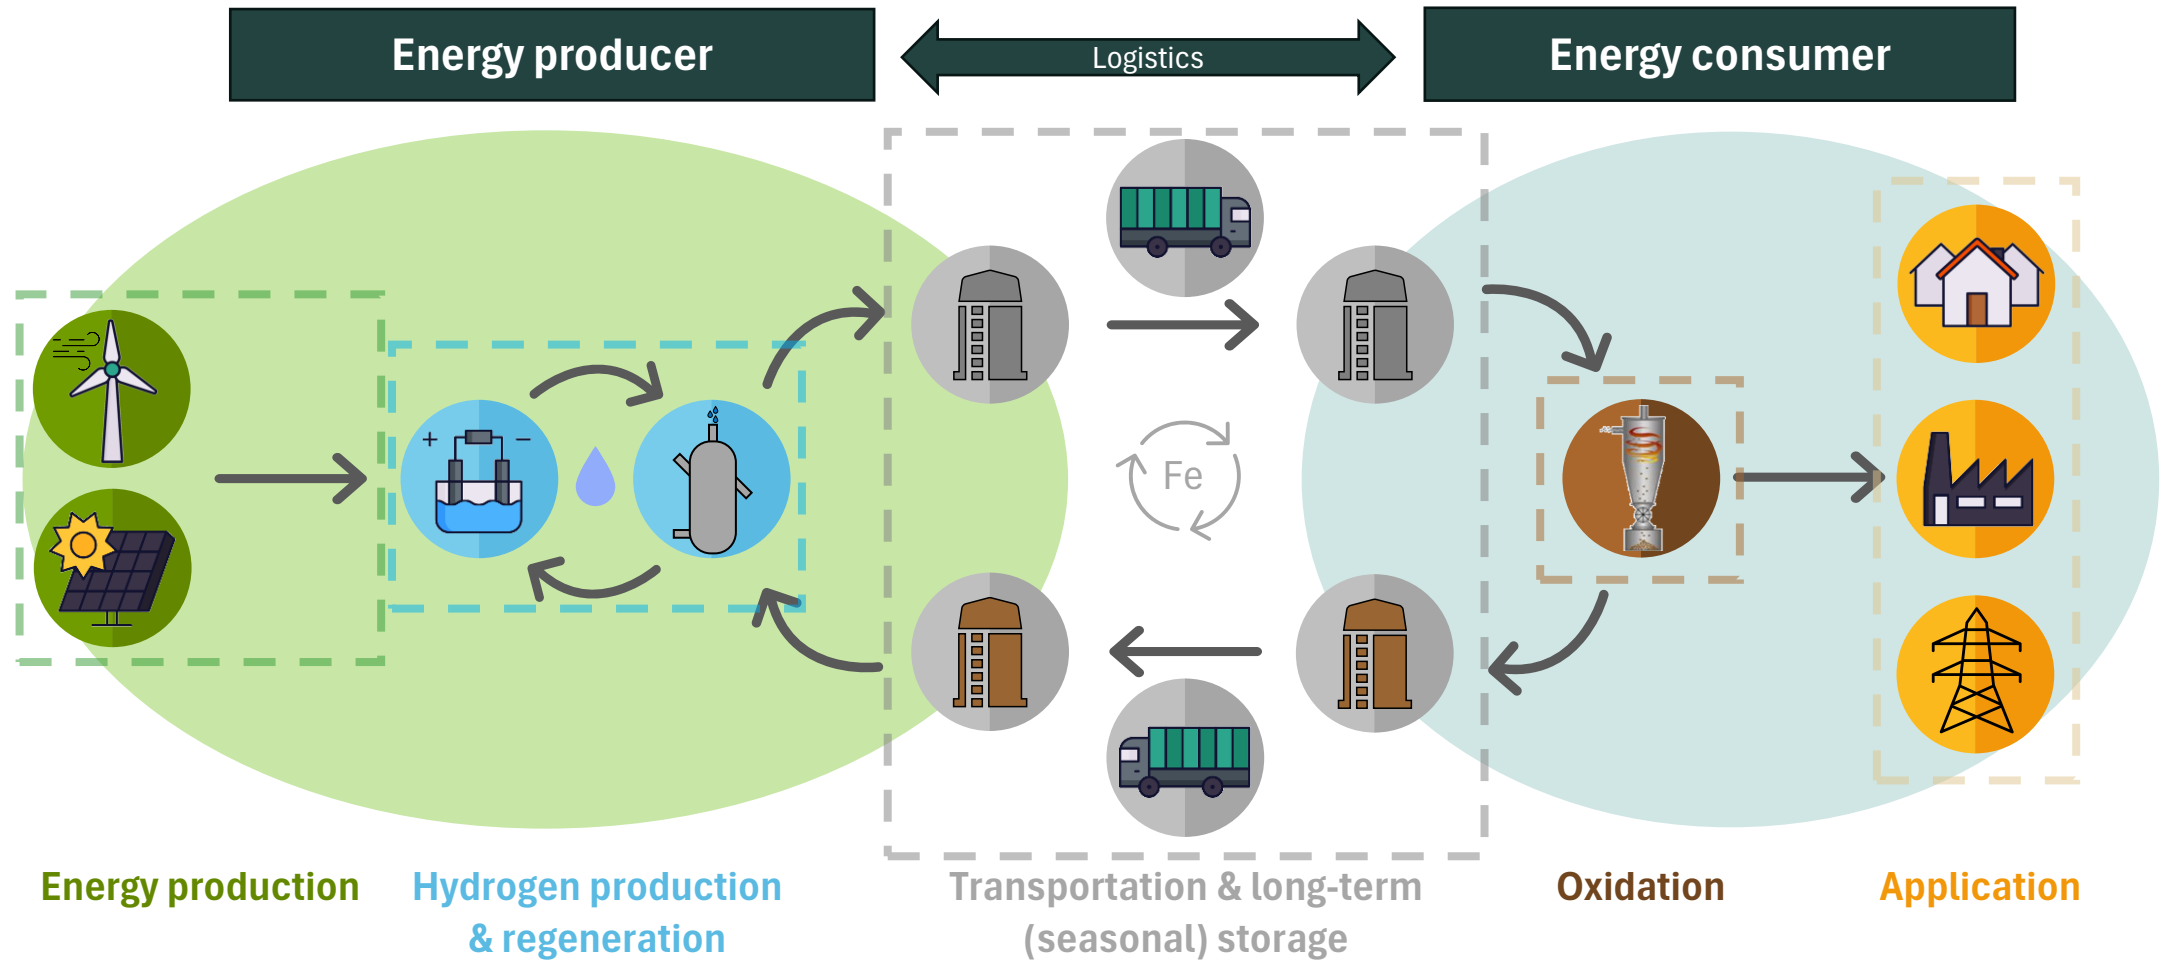 Energy producer
Logistics
Energy consumer
+ −
Fe
Energy production
Hydrogen production
& regeneration
Transportation & long-term
(seasonal) storage
Oxidation
Application